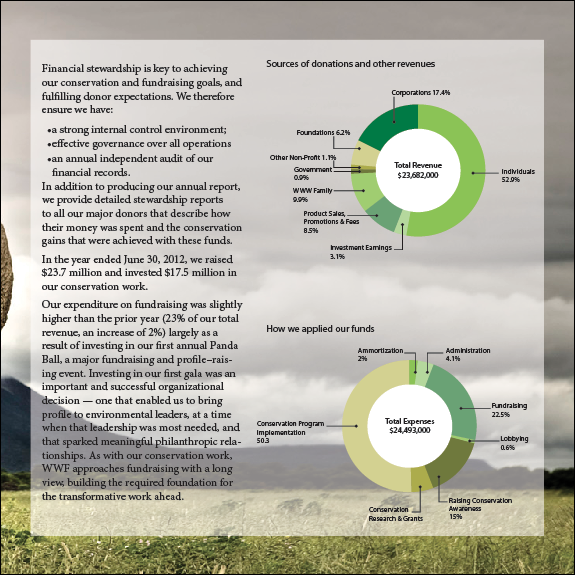 Financial stewardship is key to achieving
our conservation and fundraising goals, and
fulfilling donor expectations. We therefore
ensure we have:
•a strong internal control environment;
•effective governance over all operations
•an annual independent audit of our
financial records.
In addition to producing our annual report,
we provide detailed stewardship reports
to all our major donors that describe how
their money was spent and the conservation
gains that were achieved with these funds.
In the year ended June 30, 2012, we raised
$23.7 million and invested $17.5 million in
our conservation work.
Our expenditure on fundraising was slightly
higher than the prior year (23% of our total
revenue, an increase of 2%) largely as a
result of investing in our first annual Panda
Ball, a major fundraising and profile–rais-
ing event. Investing in our first gala was an
important and successful organizational
decision — one that enabled us to bring
profile to environmental leaders, at a time
when that leadership was most needed, and
that sparked meaningful philanthropic rela-
tionships. As with our conservation work,
WWF approaches fundraising with a long
view, building the required foundation for
the transformative work ahead.
Sources of donations and other revenues
Corporations 17.4%
Foundations 6.2%
Other Non-Profit 1.1%
Government
0.9%
WWW Family
9.9%
Product Sales,
Promotions & Fees
8.5%
Investment Earnings
3.1%
Total Revenue
$23,682,000
Individuals
52.9%
How we applied our funds
Ammortization
2%
Administration
4.1%
Fundraising
22.5%
Lobbying
0.6%
Raising Conservation
Awareness
15%
Conservation
Research & Grants
Conservation Program
Implementation
50.3
Total Expenses
$24,493,000